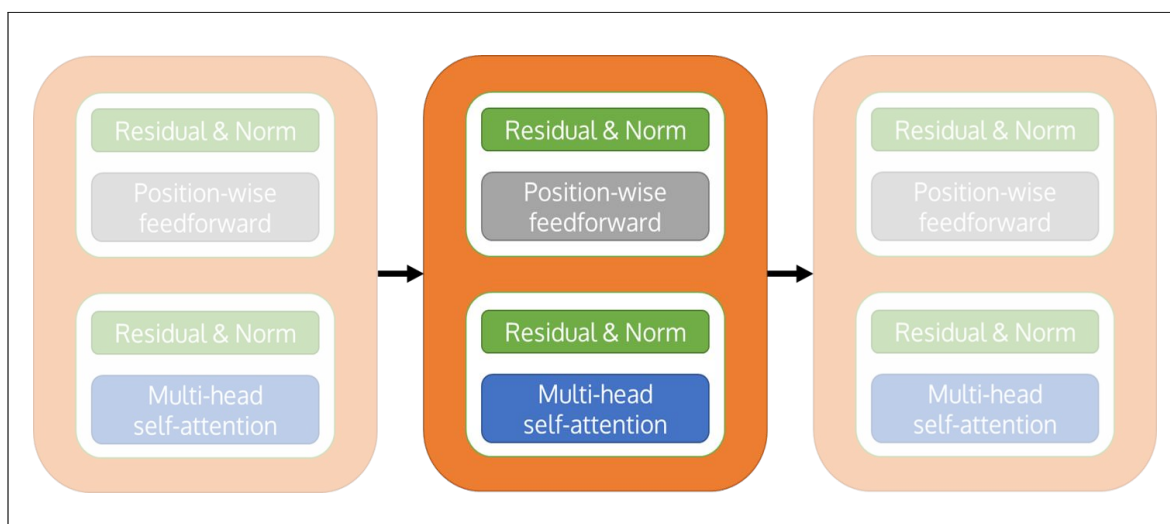 Residual & Norm
Position-wise
feedforward
Residual & Norm
Multi-head
self-attention
Residual & Norm
Position-wise
feedforward
Residual & Norm
Multi-head
self-attention
Residual & Norm
Position-wise
feedforward
Residual & Norm
Multi-head
self-attention